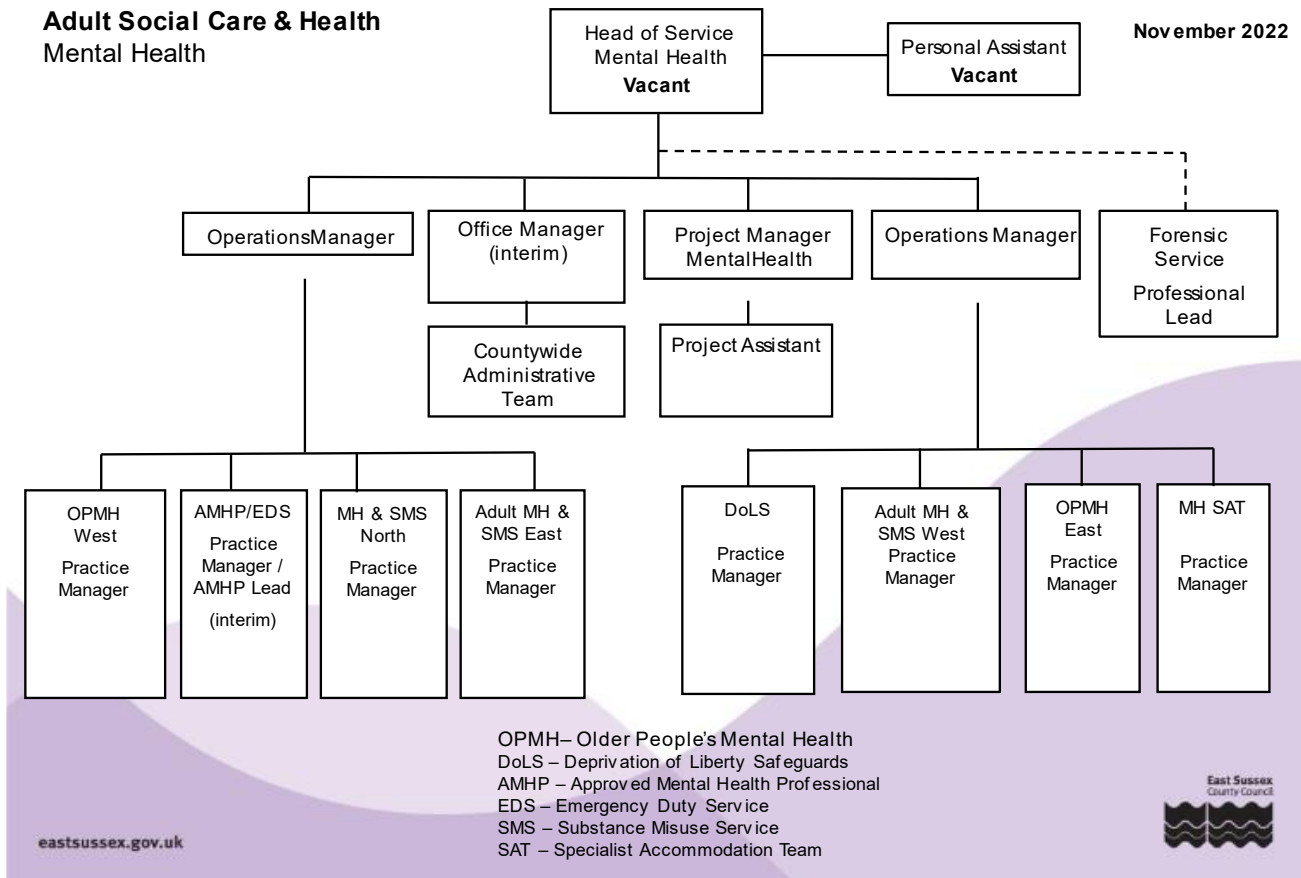 Adult Social Care & Health
Mental Health
November 2022
Head of Service
Mental Health
Vacant
Personal Assistant
Vacant
OperationsManager
Office Manager
(interim)
Project Manager
MentalHealth
Operations Manager
Forensic
Service
Professional
Lead
Countywide
Administrative
Team
Project Assistant
OPMH
West
Practice
Manager
AMHP/EDS
Practice
Manager /
AMHP Lead
(interim)
MH & SMS
North
Practice
Manager
Adult MH &
SMS East
Practice
Manager
DoLS
Practice
Manager
Adult MH &
SMS West
Practice
Manager
OPMH
East
Practice
Manager
MH SAT
Practice
Manager
OPMH– Older People's Mental Health
DoLS – Deprivation of Liberty Safeguards
AMHP – Approved Mental Health Professional
EDS – Emergency Duty Service
SMS – Substance Misuse Service
SAT – Specialist Accommodation Team
eastsussex.gov.uk
East Sussex
County Council